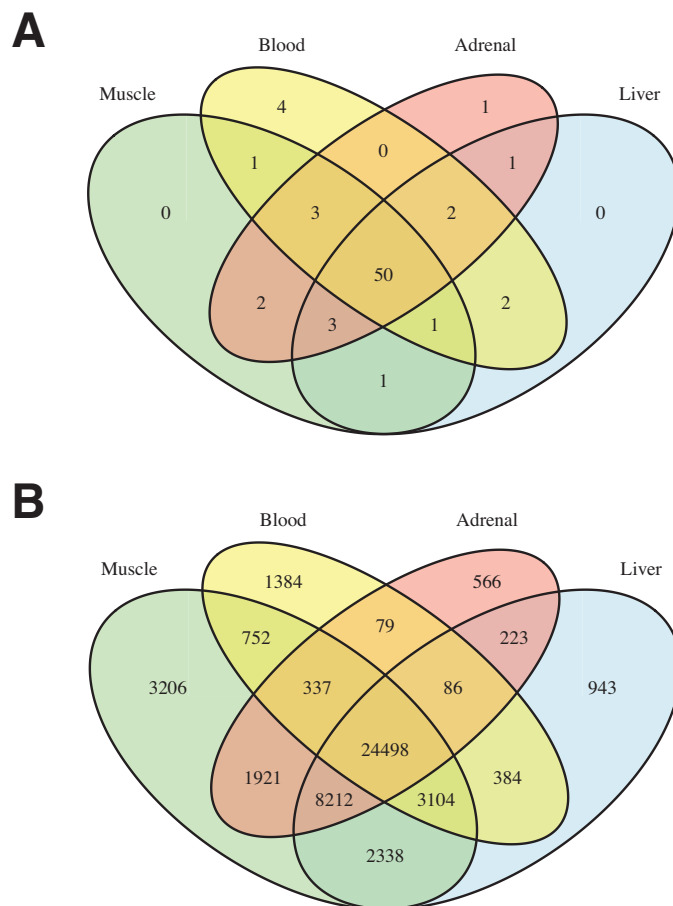 A
Blood Adrenal
Muscle Liver
4 1
1 0 1
0 3 2 0
50
2 3 1 2
1
B
Blood Adrenal
Muscle Liver
1384 566
752 79 223
3206 337 86 943
24498
1921 8212 3104 384
2338